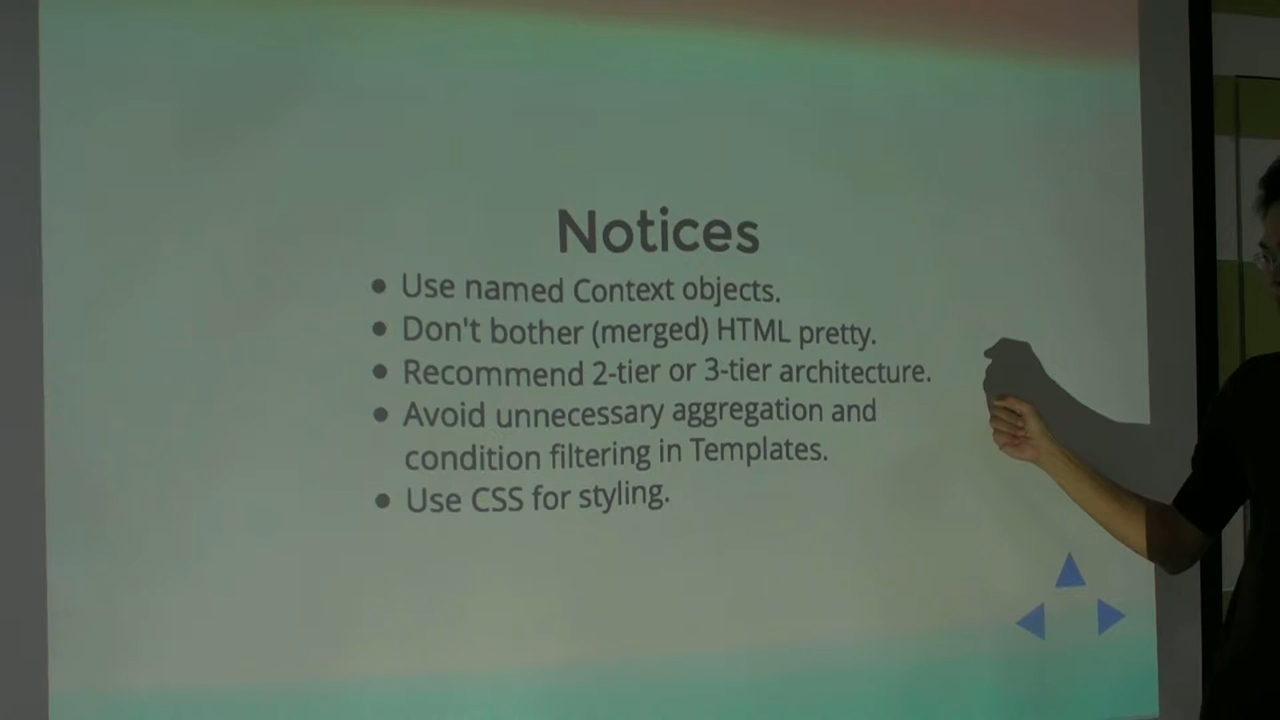 Notices
• Use named Context objects.
• Don't bother (merged) HTML pretty.
• Recommend 2-tier or 3-tier architecture.
• Avoid unnecessary aggregation and
condition filtering in Templates.
• Use CSS for styling.